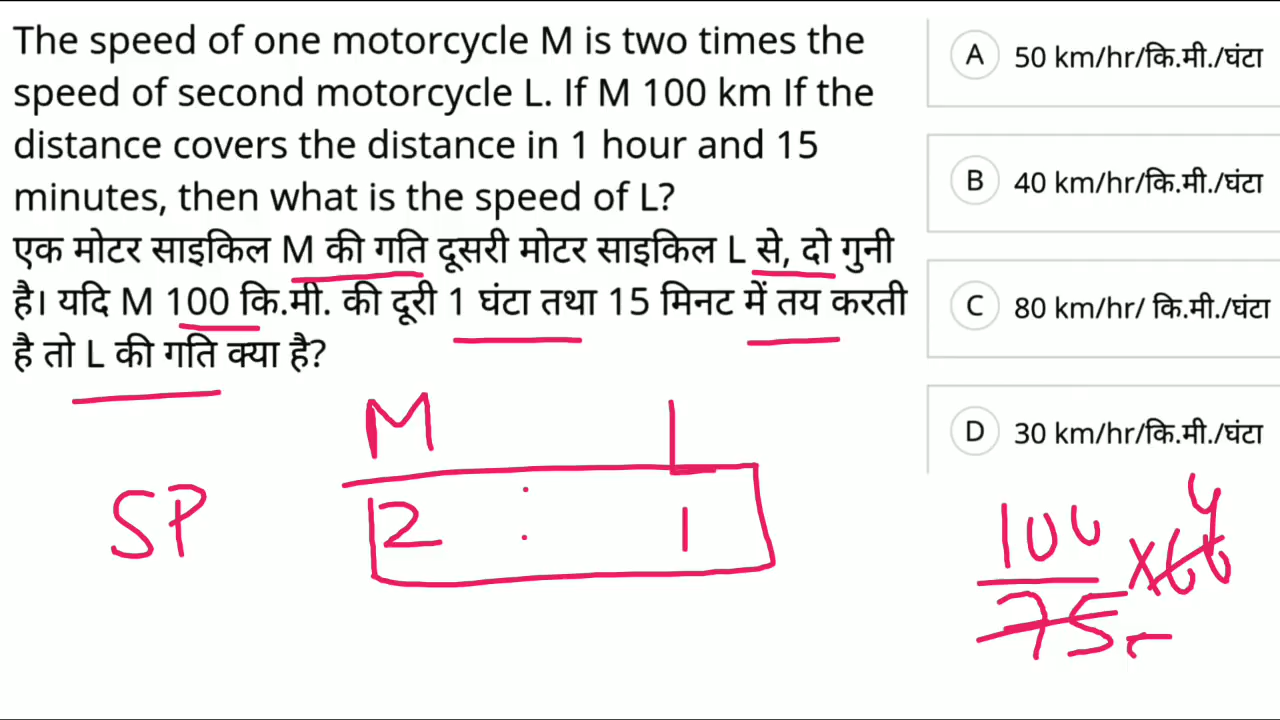 The speed of one motorcycle M is two times the
speed of second motorcycle L. If M 100 km If the
distance covers the distance in 1 hour and 15
minutes, then what is the speed of L?
एक मोटर साइकिल M की गति दूसरी मोटर साइकिल L से, दो गुनी
है। यदि M 100 कि.मी. की दूरी 1 घंटा तथा 15 मिनट में तय करती
है तो L की गति क्या है?
A 50 km/hr/कि.मी./घंटा
B 40 km/hr/कि.मी./घंटा
C 80 km/hr/ कि.मी./घंटा
D 30 km/hr/कि.मी./घंटा
M L
SP 2 : 1
4
100 × 60
75